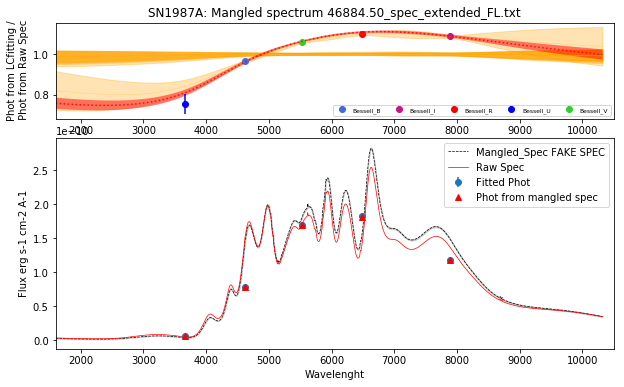 SN1987A: Mangled spectrum 46884.50_spec_extended_FL.txt
Phot from LCfitting /
Phot from Raw Spec
1.0
0.8
Bessell_B
Bessell_I
Bessell_R
Bessell_U
Bessell_V
2000 3000 4000 5000 6000 7000 8000 9000 10000
1e−10
Flux erg s-1 cm-2 A-1
2.5
2.0
1.5
1.0
0.5
0.0
Mangled_Spec FAKE SPEC
Raw Spec
Fitted Phot
Phot from mangled spec
2000 3000 4000 5000 6000 7000 8000 9000 10000
Wavelenght